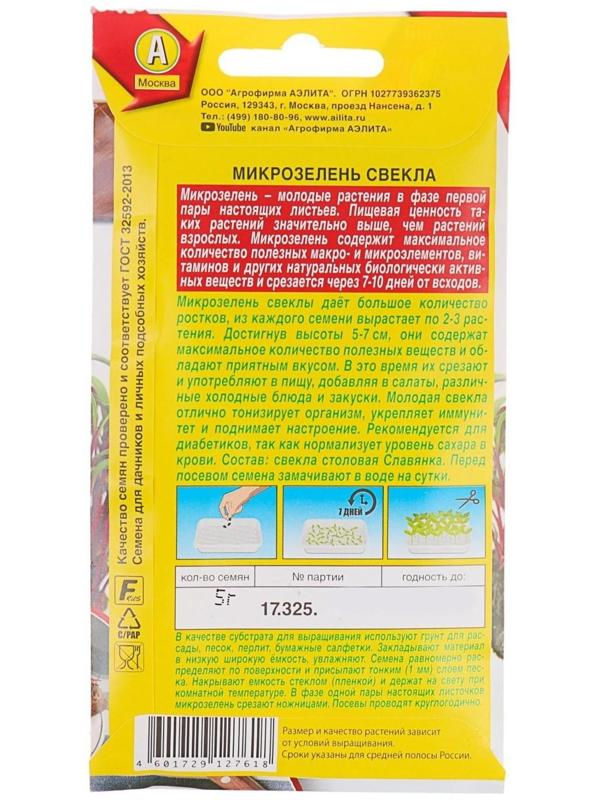 А
Москва
ООО "Агрофирма АЭЛИТА". ОГРН 1027739362375
Россия, 129343, г. Москва, проезд Нансена, д. 1
Тел.: (499) 180-80-96, www.ailita.ru
YouTube канал «Агрофирма АЭЛИТА»
МИКРОЗЕЛЕНЬ СВЕКЛА
Микрозелень – молодые растения в фазе первой
пары настоящих листьев. Пищевая ценность та-
ких растений значительно выше, чем растений
взрослых. Микрозелень содержит максимальное
количество полезных макро- и микроэлементов, ви-
таминов и других натуральных биологически актив-
ных веществ и срезается через 7-10 дней от всходов.
Микрозелень свеклы даёт большое количество
ростков, из каждого семени вырастает по 2-3 рас-
тения. Достигнув высоты 5-7 см, они содержат
максимальное количество полезных веществ и об-
ладают приятным вкусом. В это время их срезают
и употребляют в пищу, добавляя в салаты, различ-
ные холодные блюда и закуски. Молодая свекла
отлично тонизирует организм, укрепляет иммуни-
тет и поднимает настроение. Рекомендуется для
диабетиков, так как нормализует уровень сахара в
крови. Состав: свекла столовая Славянка. Перед
посевом семена замачивают в воде на сутки.
7 ДНЕЙ
кол-во семян
№ партии
годность до:
5г
17.325.
В качестве субстрата для выращивания используют грунт для рас-
сады, песок, перлит, бумажные салфетки. Закладывают материал
в низкую широкую ёмкость, увлажняют. Семена равномерно рас-
пределяют по поверхности и присыпают тонким (1 мм) слоем пес-
ка. Накрывают емкость стеклом (пленкой) и держат на свету при
комнатной температуре. В фазе одной пары настоящих листочков
микрозелень срезают ножницами. Посевы проводят круглогодично.
4 601729 127618
Размер и качество растений зависит
от условий выращивания.
Сроки указаны для средней полосы России.
Качество семян проверено и соответствует ГОСТ 32592-2013
Семена для дачников и личных подсобных хозяйств.
C/PAP